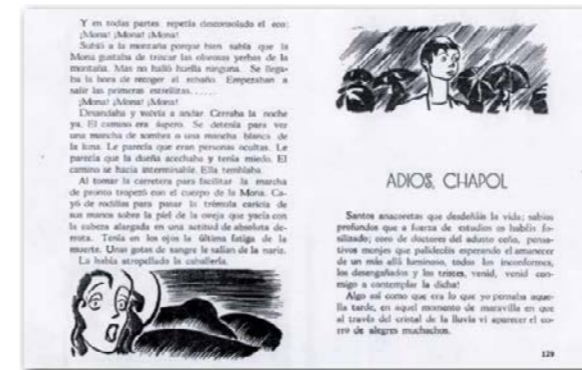 Y en todas partes repetía desconsolado el eco:
¡Mona! ¡Mona! ¡Mona!
Subió a la montaña porque bien sabía que la
Mona gustaba de triscar las olorosas yerbas de la
montaña. Mas no halló huella ninguna. Se llega-
ba la hora de recoger el rebaño. Empezaban a
salir las primeras estrellitas.....
¡Mona! ¡Mona! ¡Mona!
Desandaba y volvía a andar. Cerraba la noche
ya. El camino era áspero. Se detenía para ver
una mancha de sombra o una mancha blanca de
la luna. Le parecía que eran personas ocultas. Le
parecía que la dueña acechaba y tenía miedo. El
camino se hacía interminable. Ella temblaba.
Al tomar la carretera para facilitar la marcha
de pronto tropezó con el cuerpo de la Mona. Ca-
yó de rodillas para pasar la trémula caricia de
sus manos sobre la piel de la oveja que yacía con
la cabeza alargada en una actitud de absoluta de-
rrota. Tenía en los ojos la última fatiga de la
muerte. Unas gotas de sangre le salían de la nariz.
La había atropellado la caballería.
ADIOS, CHAPOL
Santos anacoretas que desdeñáis la vida; sabios
profundos que a fuerza de estudios os habéis fo-
silizado; coro de doctores del adusto ceño, pensa-
tivos monjes que palidecéis esperando el amanecer
de un más allá luminoso, todos los inconformes,
los desengañados y los tristes, venid, venid con-
migo a contemplar la dicha!
Algo así como que era lo que yo pensaba aque-
lla tarde, en aquel momento de maravilla en que
al través del cristal de la lluvia vi aparecer el co-
rro de alegres muchachos.
129